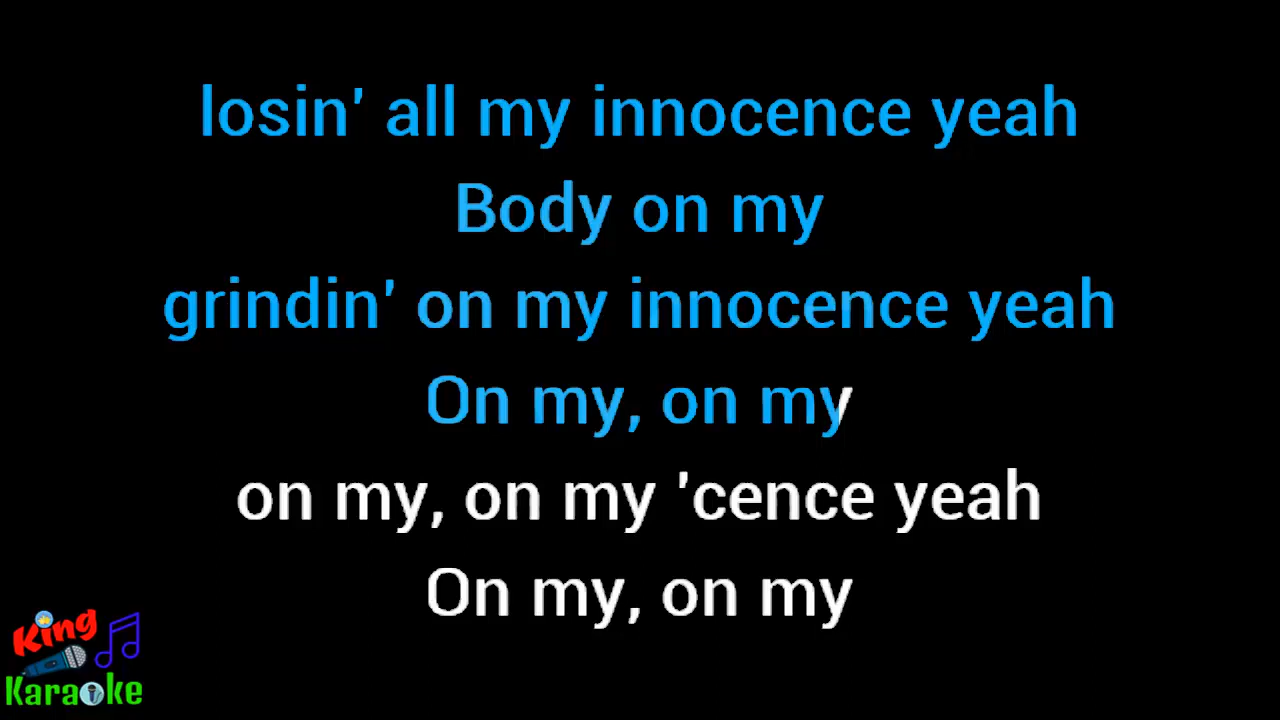 losin' all my innocence yeah
Body on my
grindin' on my innocence yeah
On my, on my
on my, on my 'cence yeah
On my, on my
King
Karaoke